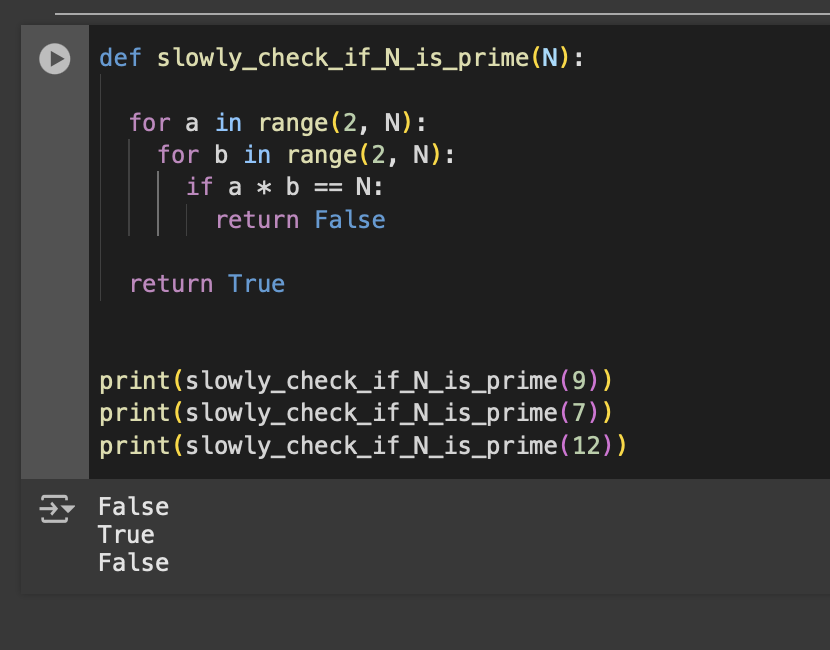 def slowly_check_if_N_is_prime(N):
for a in range(2, N):
for b in range(2, N):
if a * b == N:
return False
return True
print(slowly_check_if_N_is_prime(9))
print(slowly_check_if_N_is_prime(7))
print(slowly_check_if_N_is_prime(12))
False
True
False